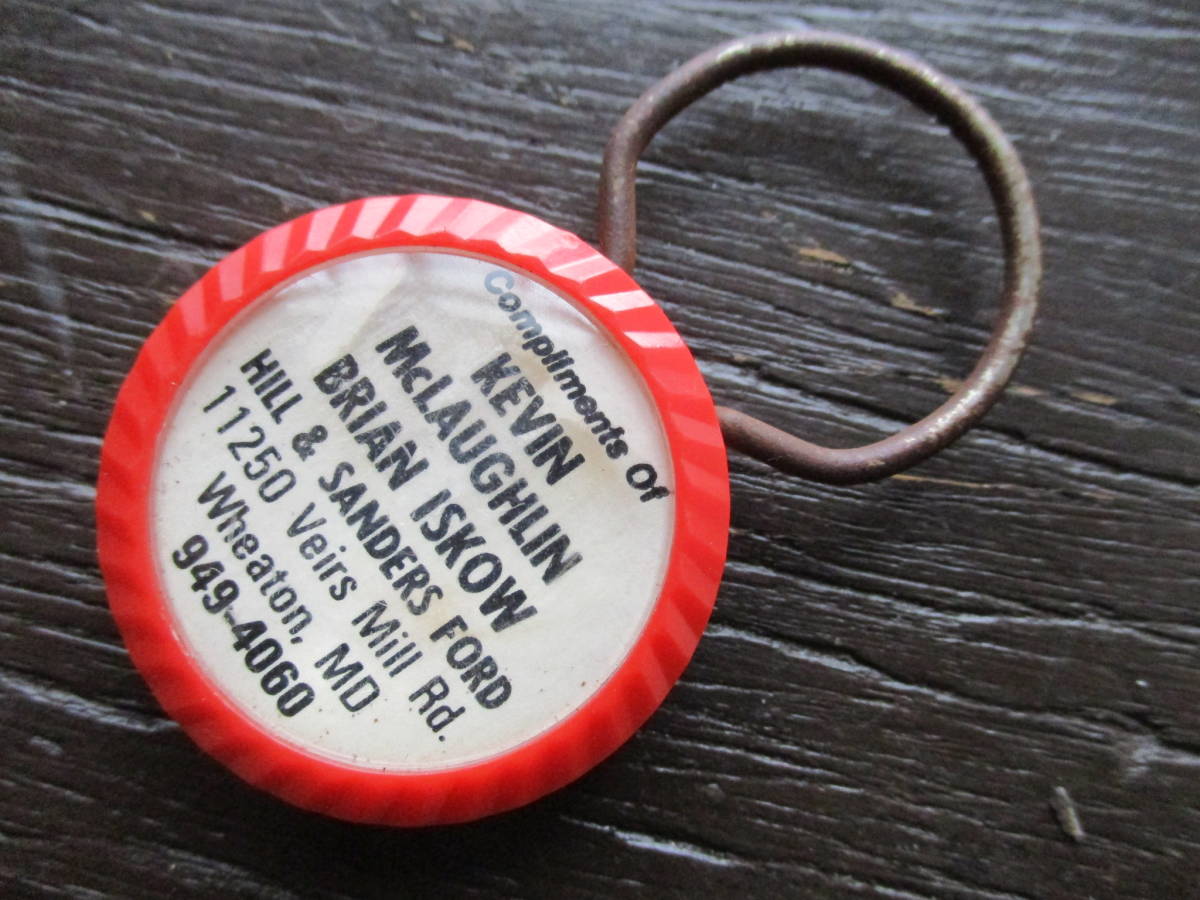 Compliments Of
KEVIN
McLAUGHLIN
BRIAN ISKOW
HILL & SANDERS FORD
11250 Veirs Mill Rd.
Wheaton, MD
949-4060